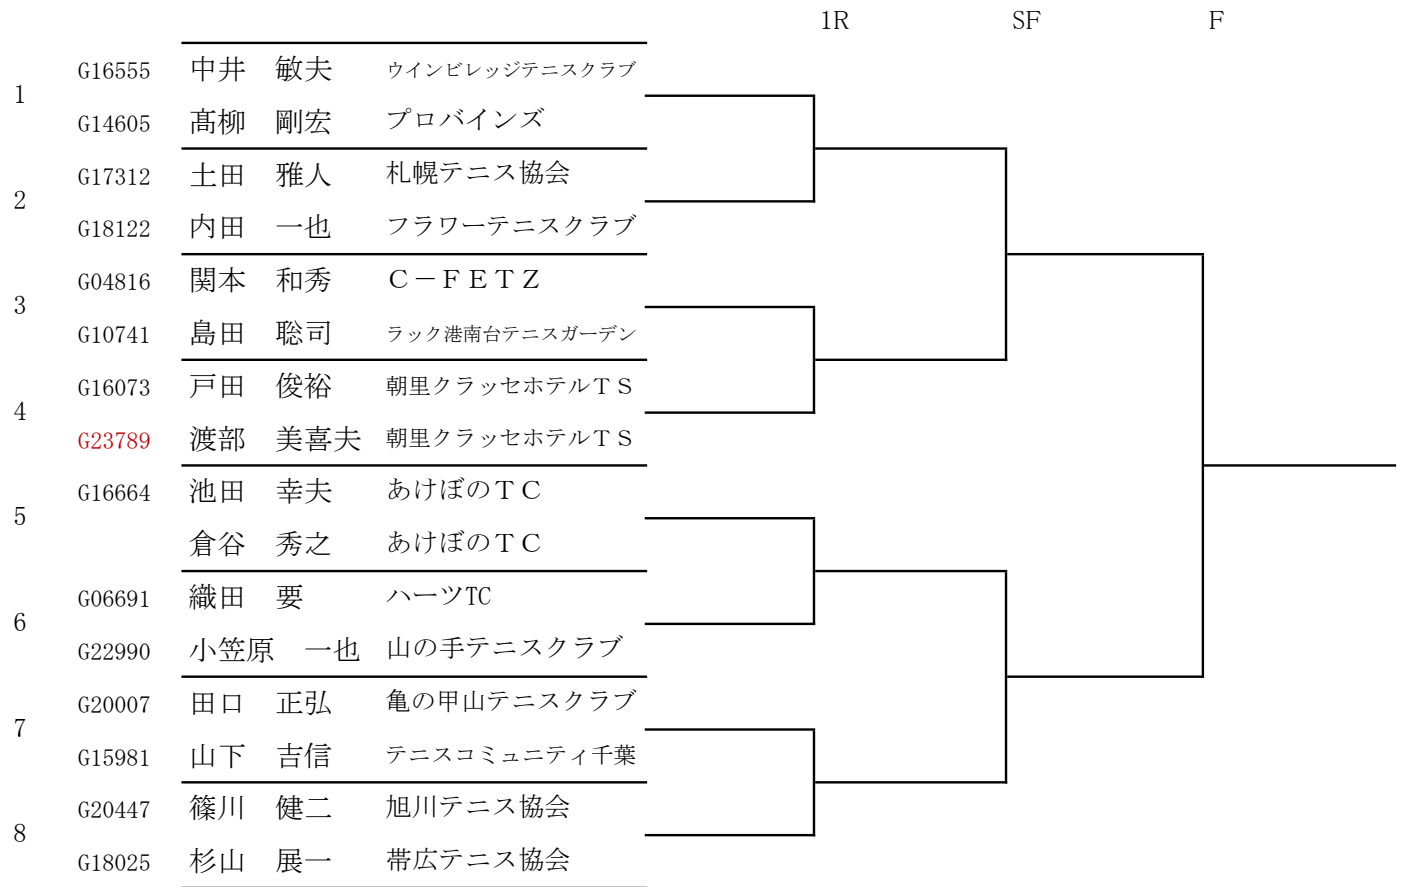 1R SF F
G16555 中井　敏夫 ウインビレッジテニスクラブ
1
G14605 髙柳　剛宏 プロバインズ
G17312 土田　雅人 札幌テニス協会
2
G18122 内田　一也 フラワーテニスクラブ
G04816 関本　和秀 Ｃ－ＦＥＴＺ
3
G10741 島田　聡司 ラック港南台テニスガーデン
G16073 戸田　俊裕 朝里クラッセホテルＴＳ
4
G23789 渡部　美喜夫 朝里クラッセホテルＴＳ
G16664 池田　幸夫 あけぼのＴＣ
5
倉谷　秀之 あけぼのＴＣ
G06691 織田　要 ハーツTC
6
G22990 小笠原　一也 山の手テニスクラブ
G20007 田口　正弘 亀の甲山テニスクラブ
7
G15981 山下　吉信 テニスコミュニティ千葉
G20447 篠川　健二 旭川テニス協会
8
G18025 杉山　展一 帯広テニス協会